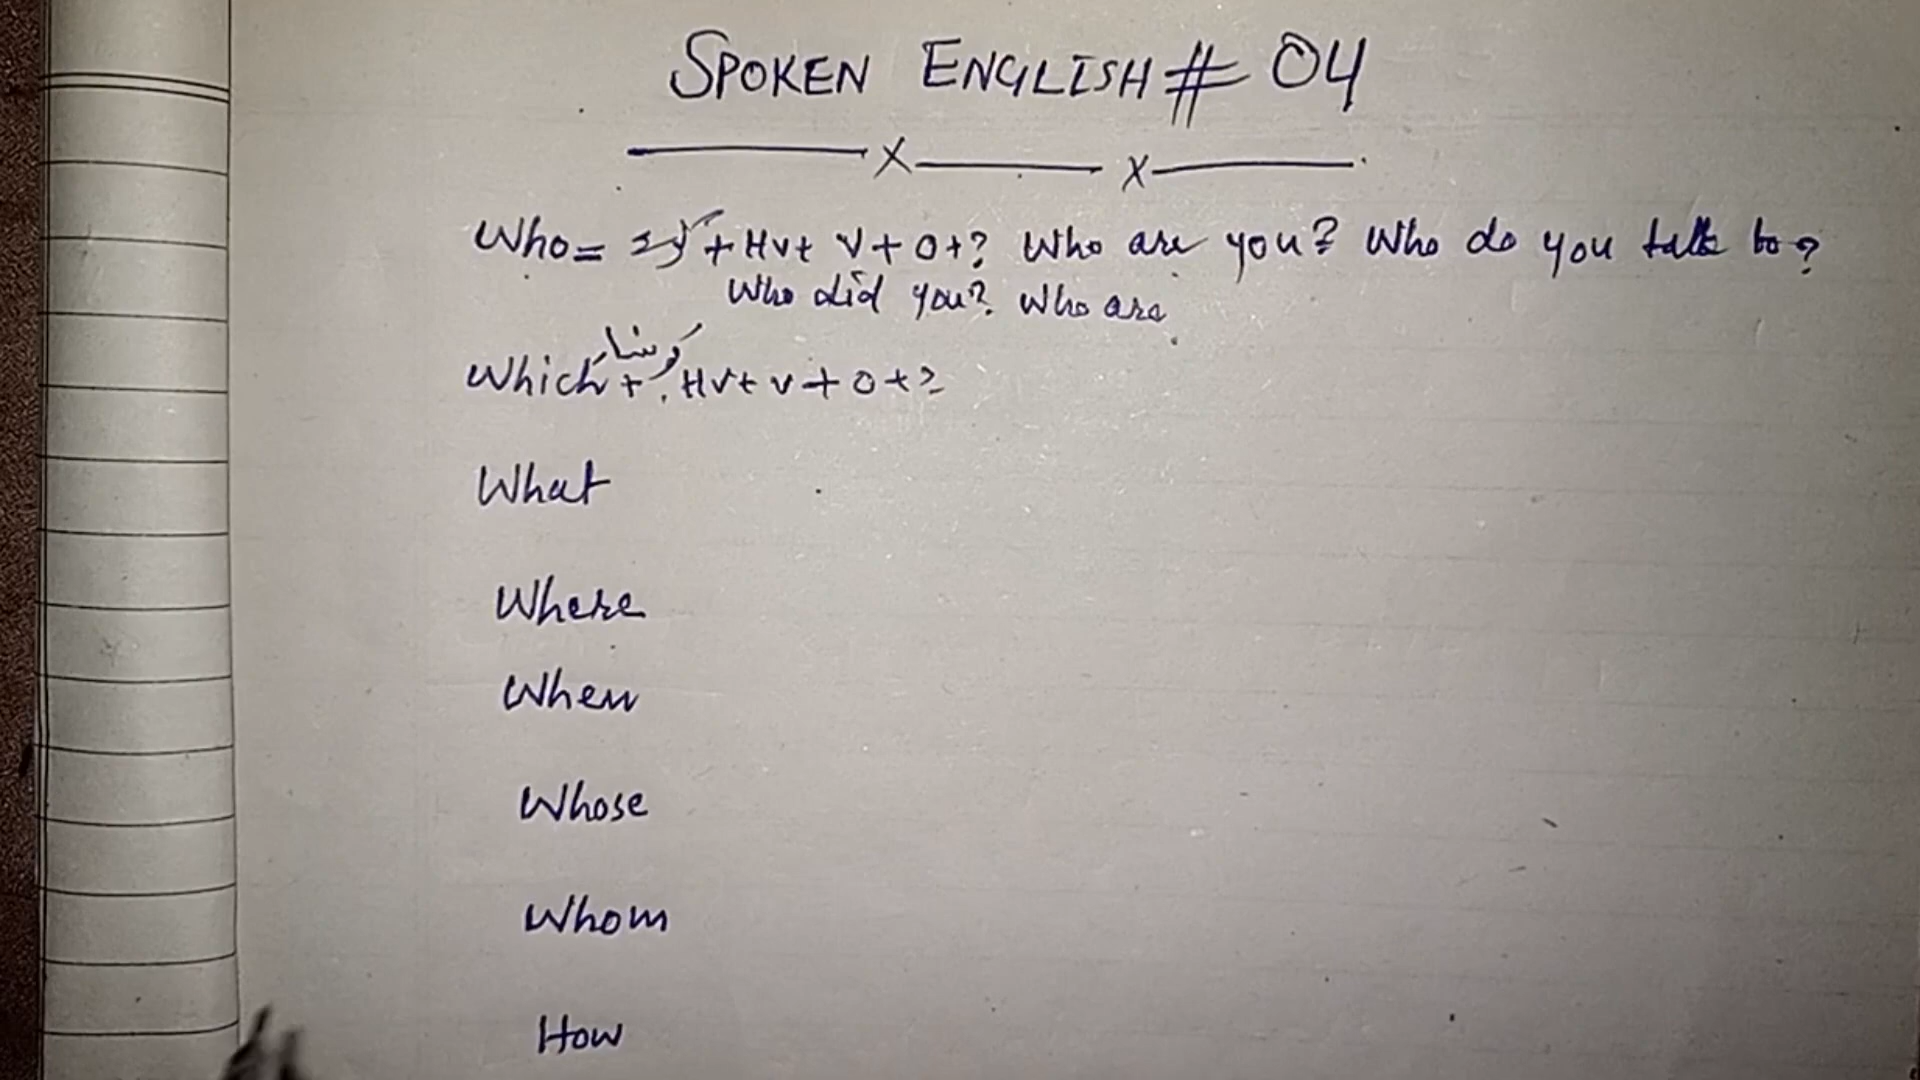 SPOKEN ENGLISH # 04
Who = + Hv + V + O + ? Who are you? Who do you talk to?
Who did you? Who are
کونسا
Which + Hv + v + O + ?
What
Where
When
Whose
Whom
How